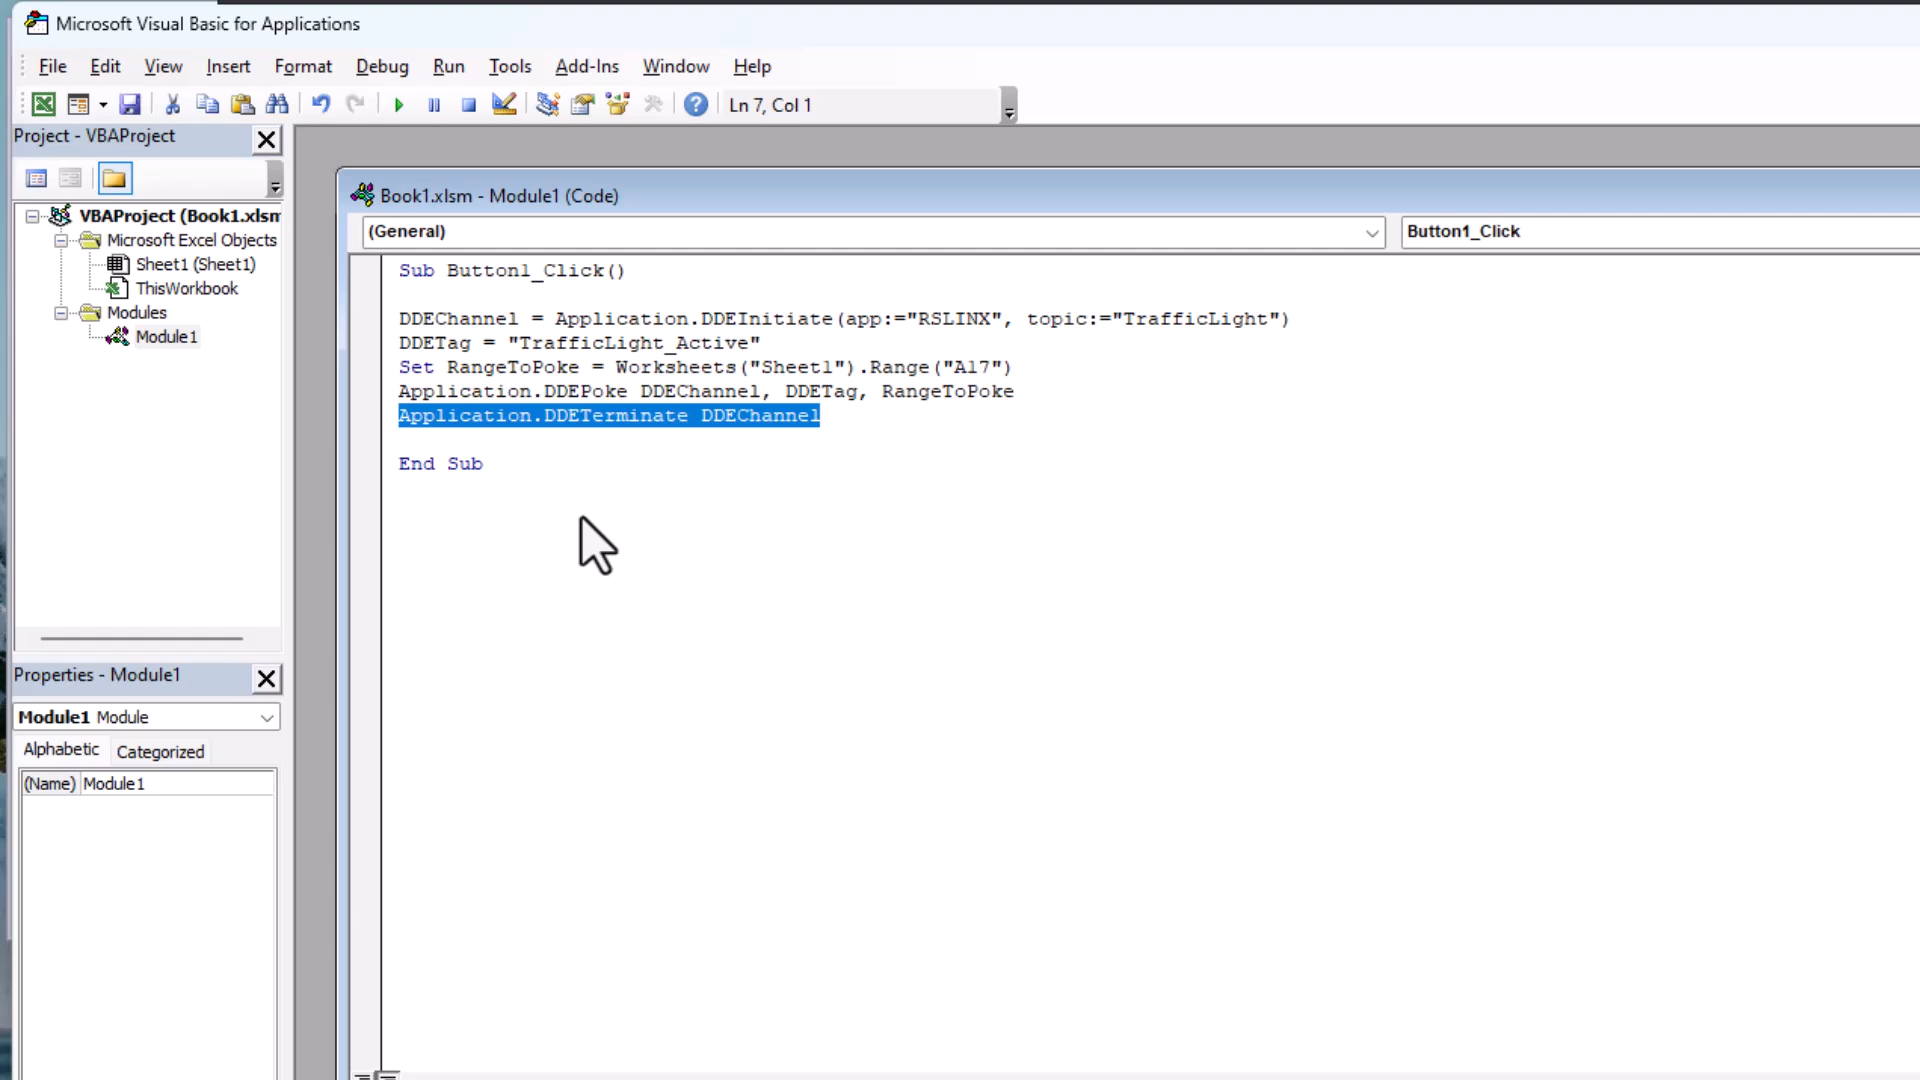 Microsoft Visual Basic for Applications
File Edit View Insert Format Debug Run Tools Add-Ins Window Help
Ln 7, Col 1
Project - VBAProject
VBAProject (Book1.xlsm
Microsoft Excel Objects
Sheet1 (Sheet1)
ThisWorkbook
Modules
Module1
Properties - Module1
Module1 Module
Alphabetic Categorized
(Name) Module1
Book1.xlsm - Module1 (Code)
(General) Button1_Click
Sub Button1_Click()
DDEChannel = Application.DDEInitiate(app:="RSLINX", topic:="TrafficLight")
DDETag = "TrafficLight_Active"
Set RangeToPoke = Worksheets("Sheet1").Range("A17")
Application.DDEPoke DDEChannel, DDETag, RangeToPoke
Application.DDETerminate DDEChannel
End Sub